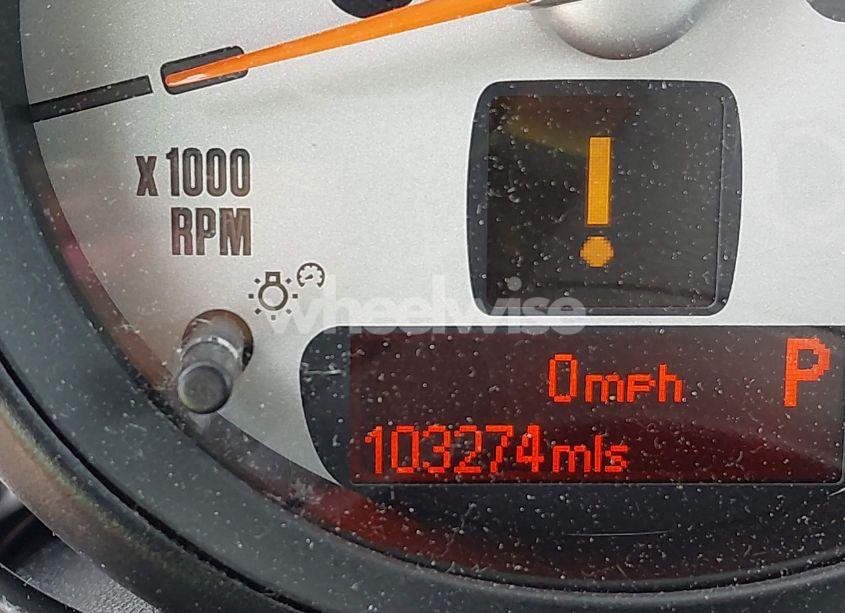 x1000
RPM
wheelwise
!
0mph P
103274mls